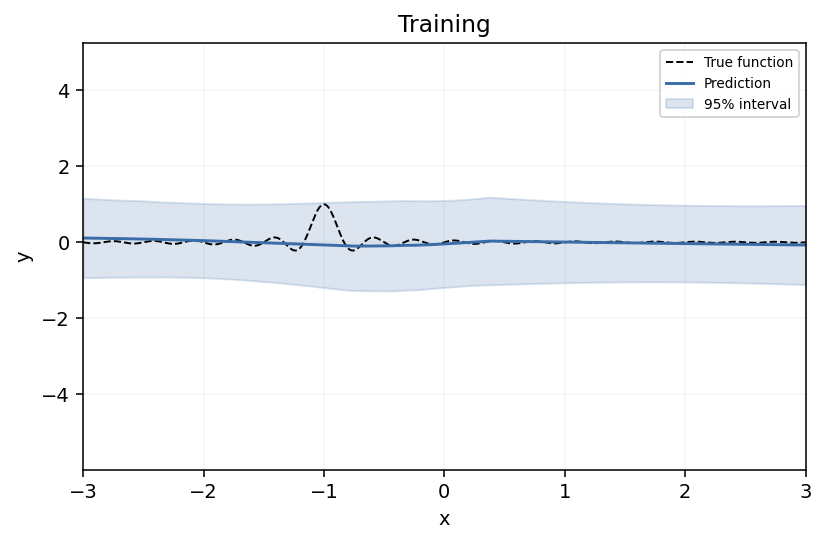 Training
True function
Prediction
95% interval
y
4
2
0
−2
−4
−3 −2 −1 0 1 2 3
x